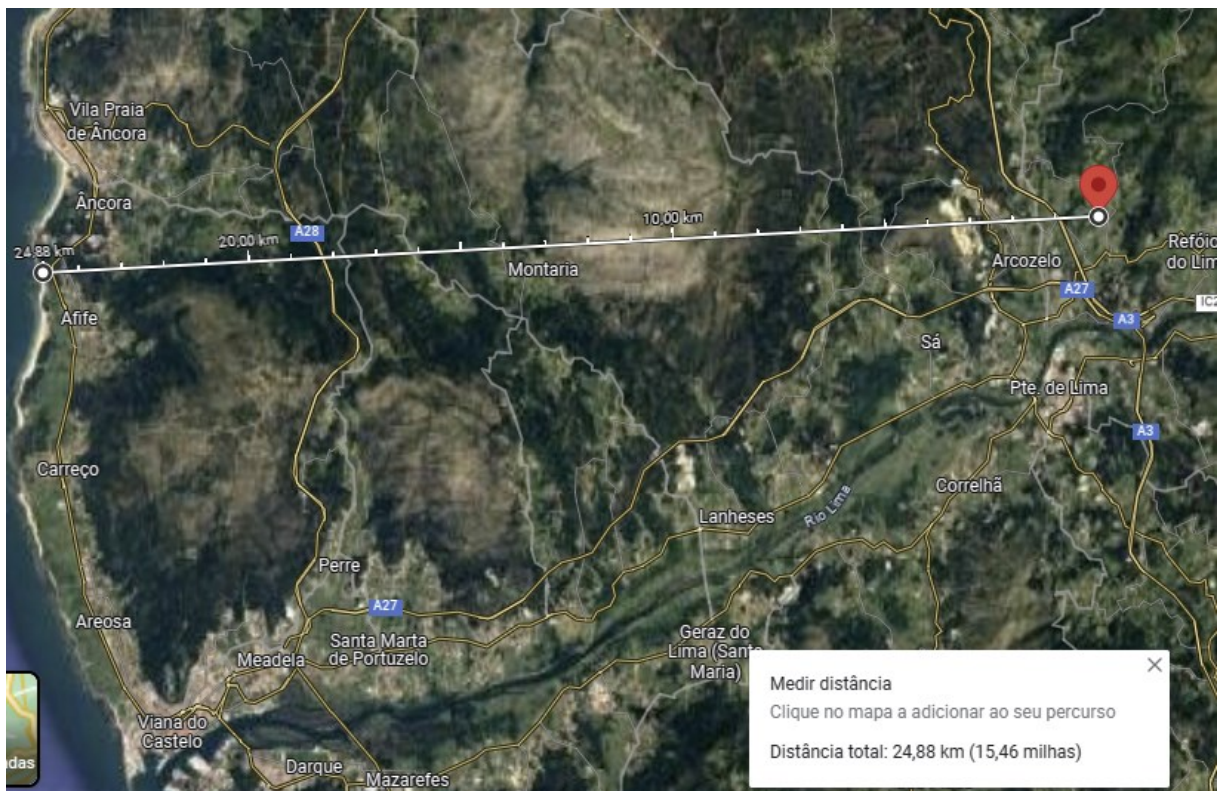 Vila Praia
de Âncora
Âncora
A28
10,00 km
20,00 km
24,88 km
Montaria
Arcozelo
Refóio
do Lim
A27
IC2
A3
Afife
Sá
Pte. de Lima
A3
Carreço
Correlhã
Lanheses
Rio Lima
Perre
A27
Areosa
Santa Marta
de Portuzelo
Meadela
Geraz do
Lima (Santa
Maria)
Viana do
Castelo
Darque
Mazarefes
adas
Medir distância
Clique no mapa a adicionar ao seu percurso
Distância total: 24,88 km (15,46 milhas)